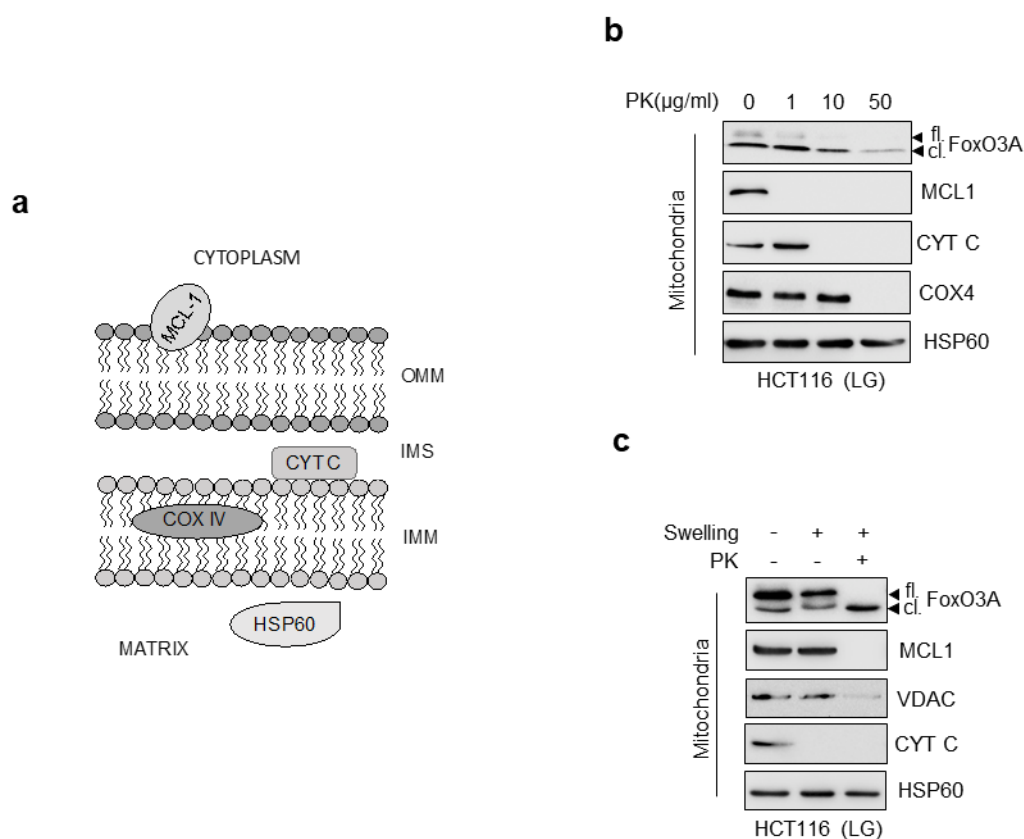 a
CYTOPLASM
MCL-1
OMM
IMS
CYT C
COX IV
IMM
HSP60
MATRIX
b
PK(µg/ml) 0 1 10 50
fl.
cl. FoxO3A
MCL1
CYT C
COX4
HSP60
Mitochondria
HCT116 (LG)
c
Swelling - + +
PK - - +
fl.
cl. FoxO3A
MCL1
VDAC
CYT C
HSP60
Mitochondria
HCT116 (LG)